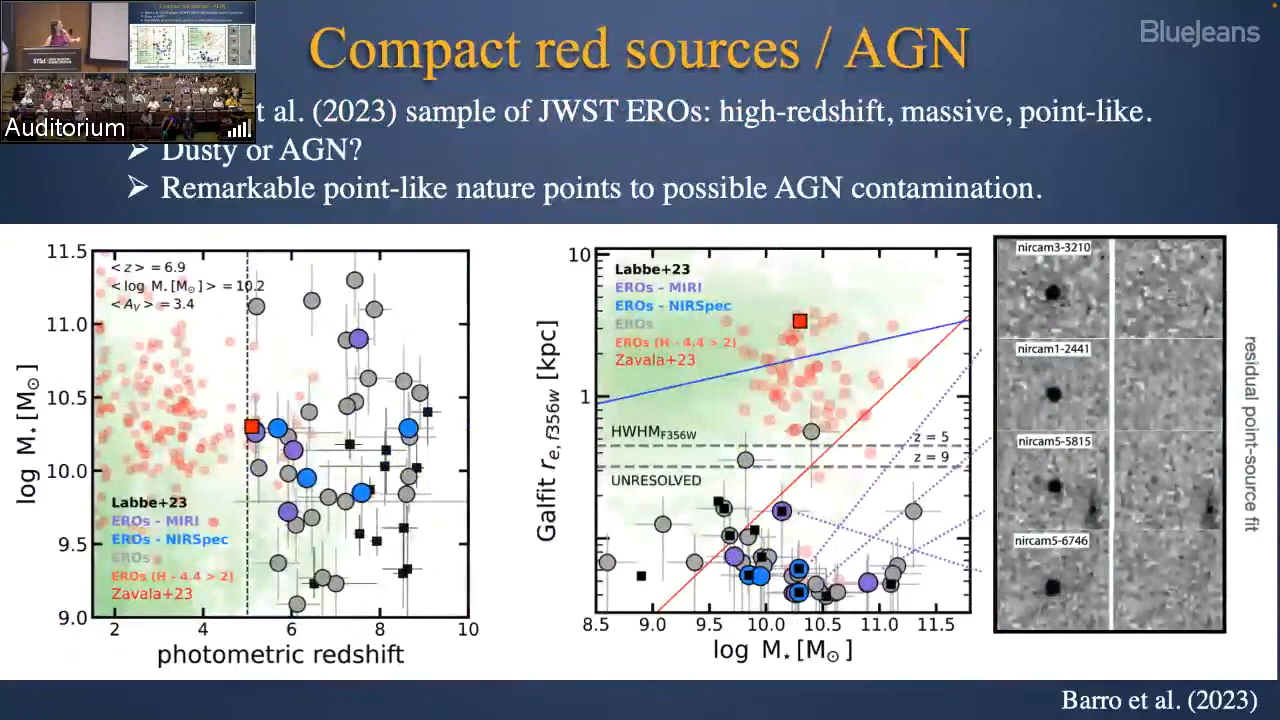 Compact red sources / AGN
BlueJeans
t al. (2023) sample of JWST EROs: high-redshift, massive, point-like.
Auditorium
Dusty or AGN?
Remarkable point-like nature points to possible AGN contamination.
11.5
11.0
10.5
10.0
9.5
9.0
log M⋆[M⊙]
<z> = 6.9
<log M⋆[M⊙]> = 10.2
<A_V> = 3.4
Labbe+23
EROs - MIRI
EROs - NIRSpec
EROs
EROs (H - 4.4 > 2)
Zavala+23
2 4 6 8 10
photometric redshift
10
1
Galfit r_e,f356w [kpc]
Labbe+23
EROs - MIRI
EROs - NIRSpec
EROs
EROs (H - 4.4 > 2)
Zavala+23
HWHM_F356W
z = 5
z = 9
UNRESOLVED
8.5 9.0 9.5 10.0 10.5 11.0 11.5
log M⋆[M⊙]
nircam3-3210
nircam1-2441
nircam5-5815
nircam5-6746
residual point-source fit
Barro et al. (2023)